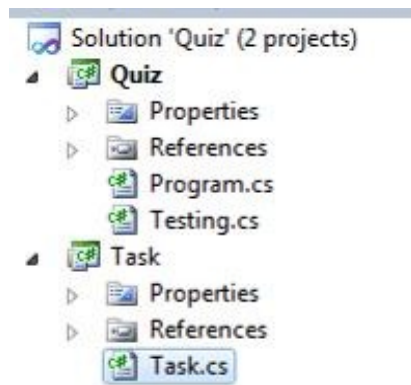 Solution 'Quiz' (2 projects)
Quiz
Properties
References
Program.cs
Testing.cs
Task
Properties
References
Task.cs